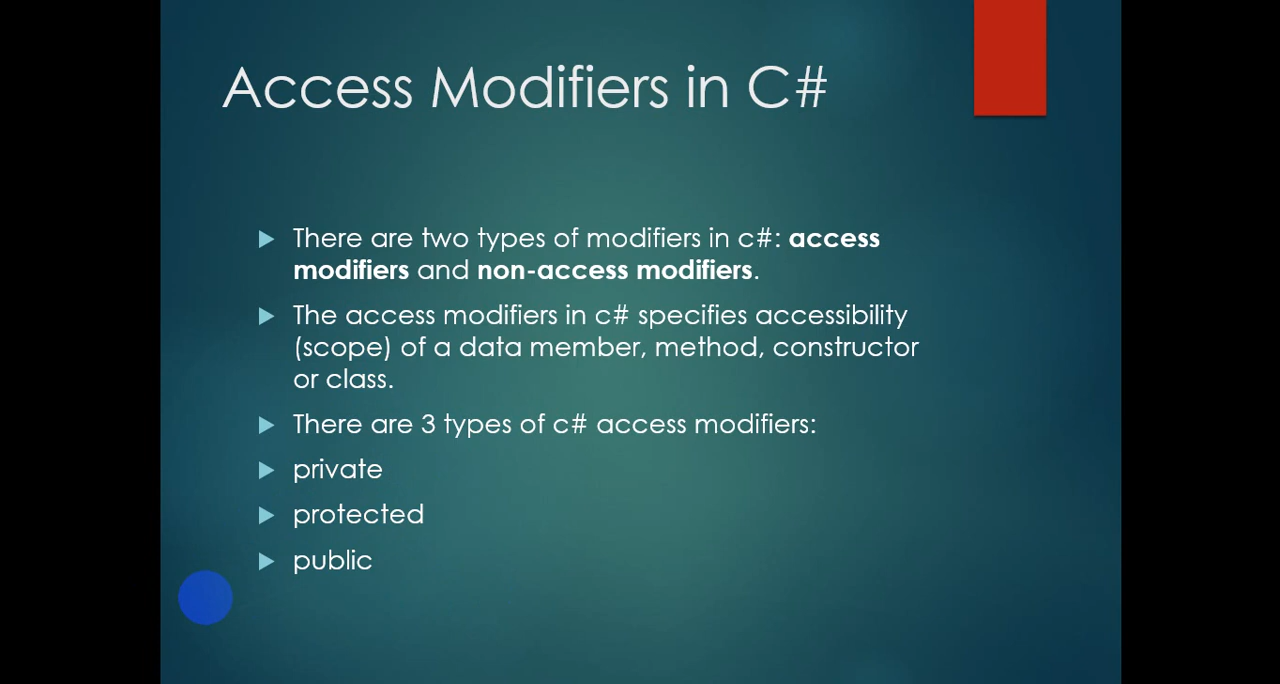 Access Modifiers in C#
There are two types of modifiers in c#: access
modifiers and non-access modifiers.
The access modifiers in c# specifies accessibility
(scope) of a data member, method, constructor
or class.
There are 3 types of c# access modifiers:
private
protected
public